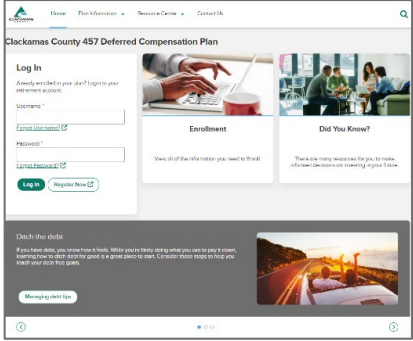 CLACKAMAS
Home Plan Information Resource Center Contact Us
Clackamas County 457 Deferred Compensation Plan
Log In
Already enrolled in your plan? Login to your
retirement account.
Username *
Forgot Username?
Password *
Forgot Password?
Log In Register Now
Enrollment
View all of the information you need to Enroll.
Did You Know?
There are many resources for you to make
informed decisions on investing in your future
Ditch the debt
If you have debt, you know how it feels. While you're likely doing what you can to pay it down,
learning how to ditch debt for good is a great place to start. Consider these steps to help you
reach your debt free goals.
Managing debt tips